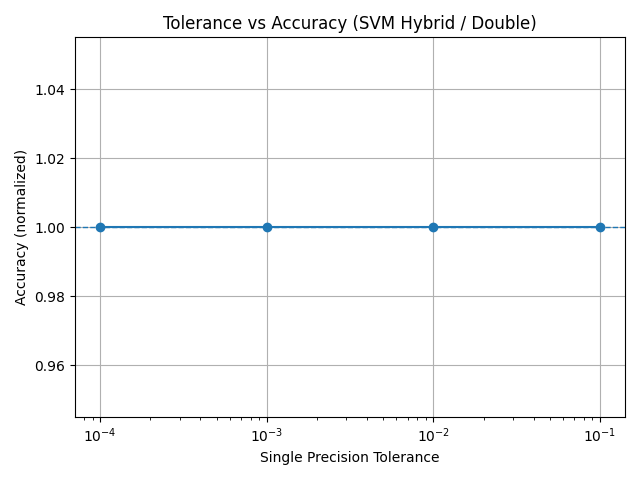 Tolerance vs Accuracy (SVM Hybrid / Double)
Accuracy (normalized)
1.04
1.02
1.00
0.98
0.96
10⁻⁴ 10⁻³ 10⁻² 10⁻¹
Single Precision Tolerance